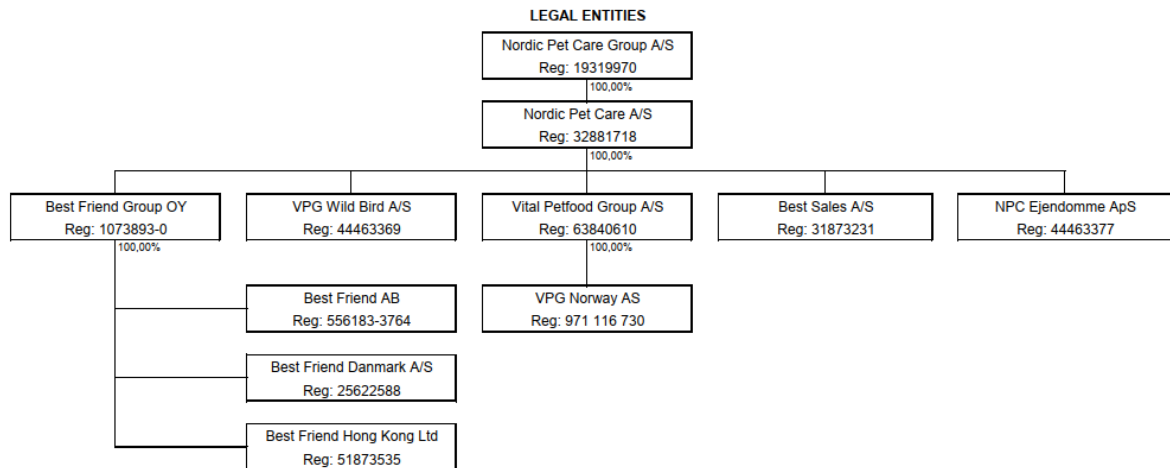 LEGAL ENTITIES
Nordic Pet Care Group A/S
Reg: 19319970
100,00%
Nordic Pet Care A/S
Reg: 32881718
100,00%
Best Friend Group OY
Reg: 1073893-0
100,00%
VPG Wild Bird A/S
Reg: 44463369
Vital Petfood Group A/S
Reg: 63840610
100,00%
Best Sales A/S
Reg: 31873231
NPC Ejendomme ApS
Reg: 44463377
Best Friend AB
Reg: 556183-3764
VPG Norway AS
Reg: 971 116 730
Best Friend Danmark A/S
Reg: 25622588
Best Friend Hong Kong Ltd
Reg: 51873535